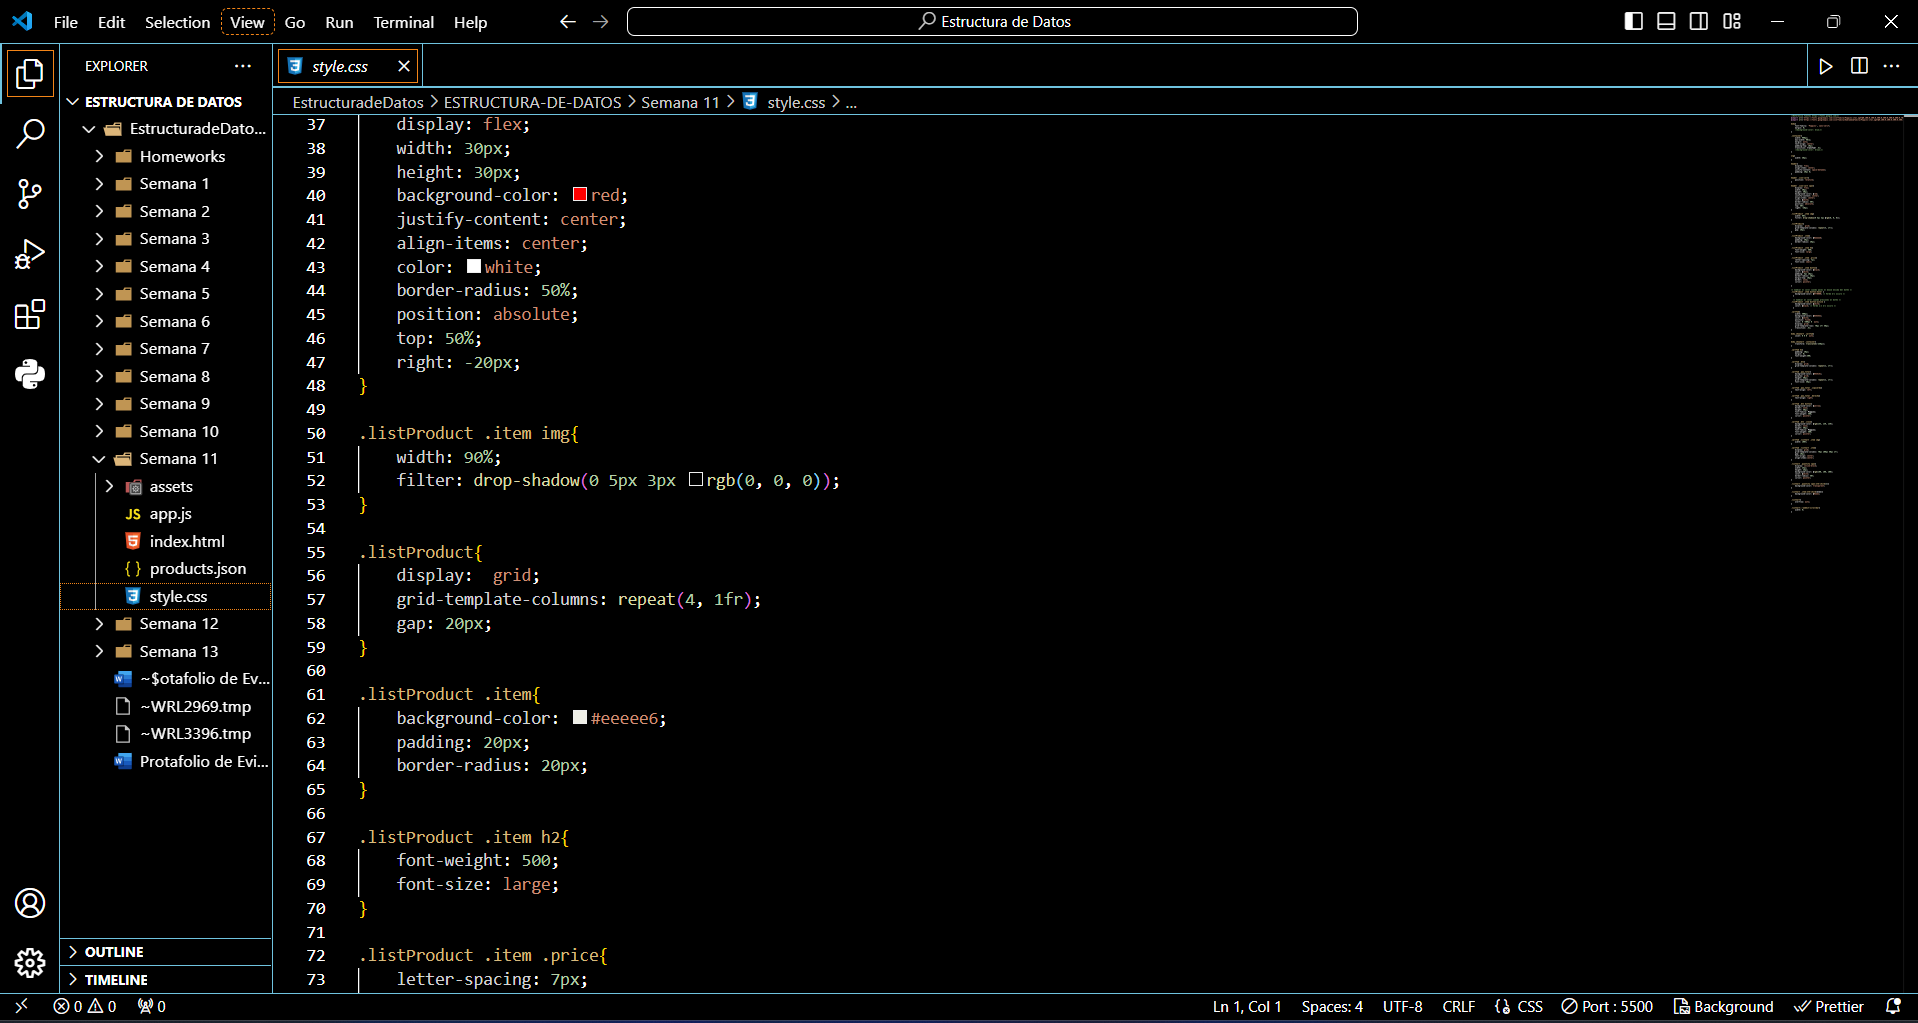 File Edit Selection View Go Run Terminal Help
Estructura de Datos
EXPLORER
ESTRUCTURA DE DATOS
EstructuradeDato...
Homeworks
Semana 1
Semana 2
Semana 3
Semana 4
Semana 5
Semana 6
Semana 7
Semana 8
Semana 9
Semana 10
Semana 11
assets
JS app.js
index.html
{ } products.json
style.css
Semana 12
Semana 13
~$otafolio de Ev...
~WRL2969.tmp
~WRL3396.tmp
Protafolio de Evi...
OUTLINE
TIMELINE
style.css
EstructuradeDatos > ESTRUCTURA-DE-DATOS > Semana 11 > style.css > ...
37 display: flex;
38 width: 30px;
39 height: 30px;
40 background-color: red;
41 justify-content: center;
42 align-items: center;
43 color: white;
44 border-radius: 50%;
45 position: absolute;
46 top: 50%;
47 right: -20px;
48 }
49
50 .listProduct .item img{
51 width: 90%;
52 filter: drop-shadow(0 5px 3px rgb(0, 0, 0));
53 }
54
55 .listProduct{
56 display:  grid;
57 grid-template-columns: repeat(4, 1fr);
58 gap: 20px;
59 }
60
61 .listProduct .item{
62 background-color: #eeeee6;
63 padding: 20px;
64 border-radius: 20px;
65 }
66
67 .listProduct .item h2{
68 font-weight: 500;
69 font-size: large;
70 }
71
72 .listProduct .item .price{
73 letter-spacing: 7px;
0 0 0 Ln 1, Col 1 Spaces: 4 UTF-8 CRLF CSS Port : 5500 Background Prettier